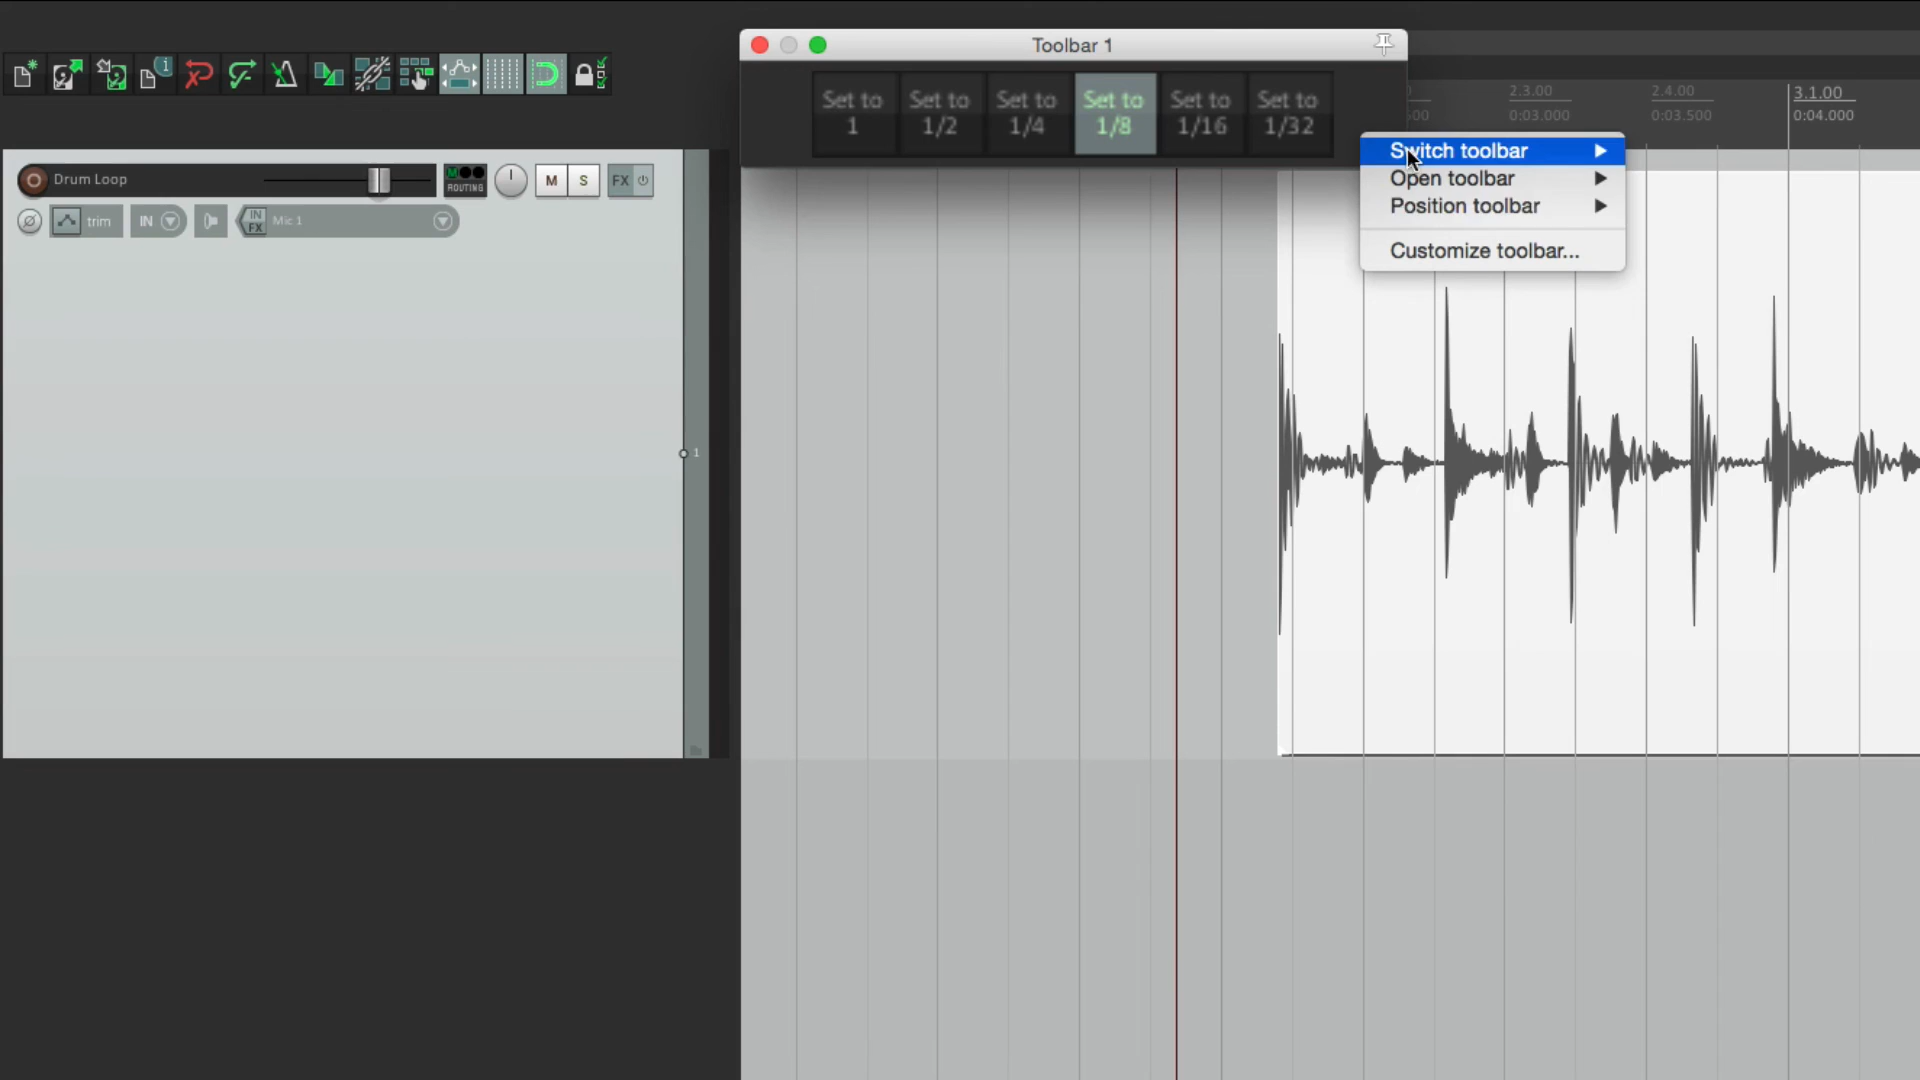 Toolbar 1
Set to 1
Set to 1/2
Set to 1/4
Set to 1/8
Set to 1/16
Set to 1/32
2.3.00
0:03.000
2.4.00
0:03.500
3.1.00
0:04.000
Switch toolbar
Open toolbar
Position toolbar
Customize toolbar...
Drum Loop
M
ROUTING
M
S
FX
trim
IN
IN FX
Mic 1
1